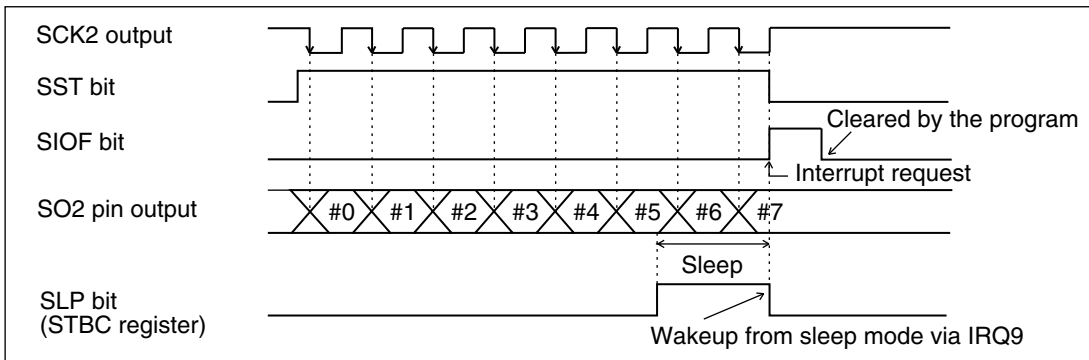 SCK2 output
SST bit
SIOF bit
Cleared by the program
Interrupt request
SO2 pin output
#0 #1 #2 #3 #4 #5 #6 #7
Sleep
SLP bit
(STBC register)
Wakeup from sleep mode via IRQ9